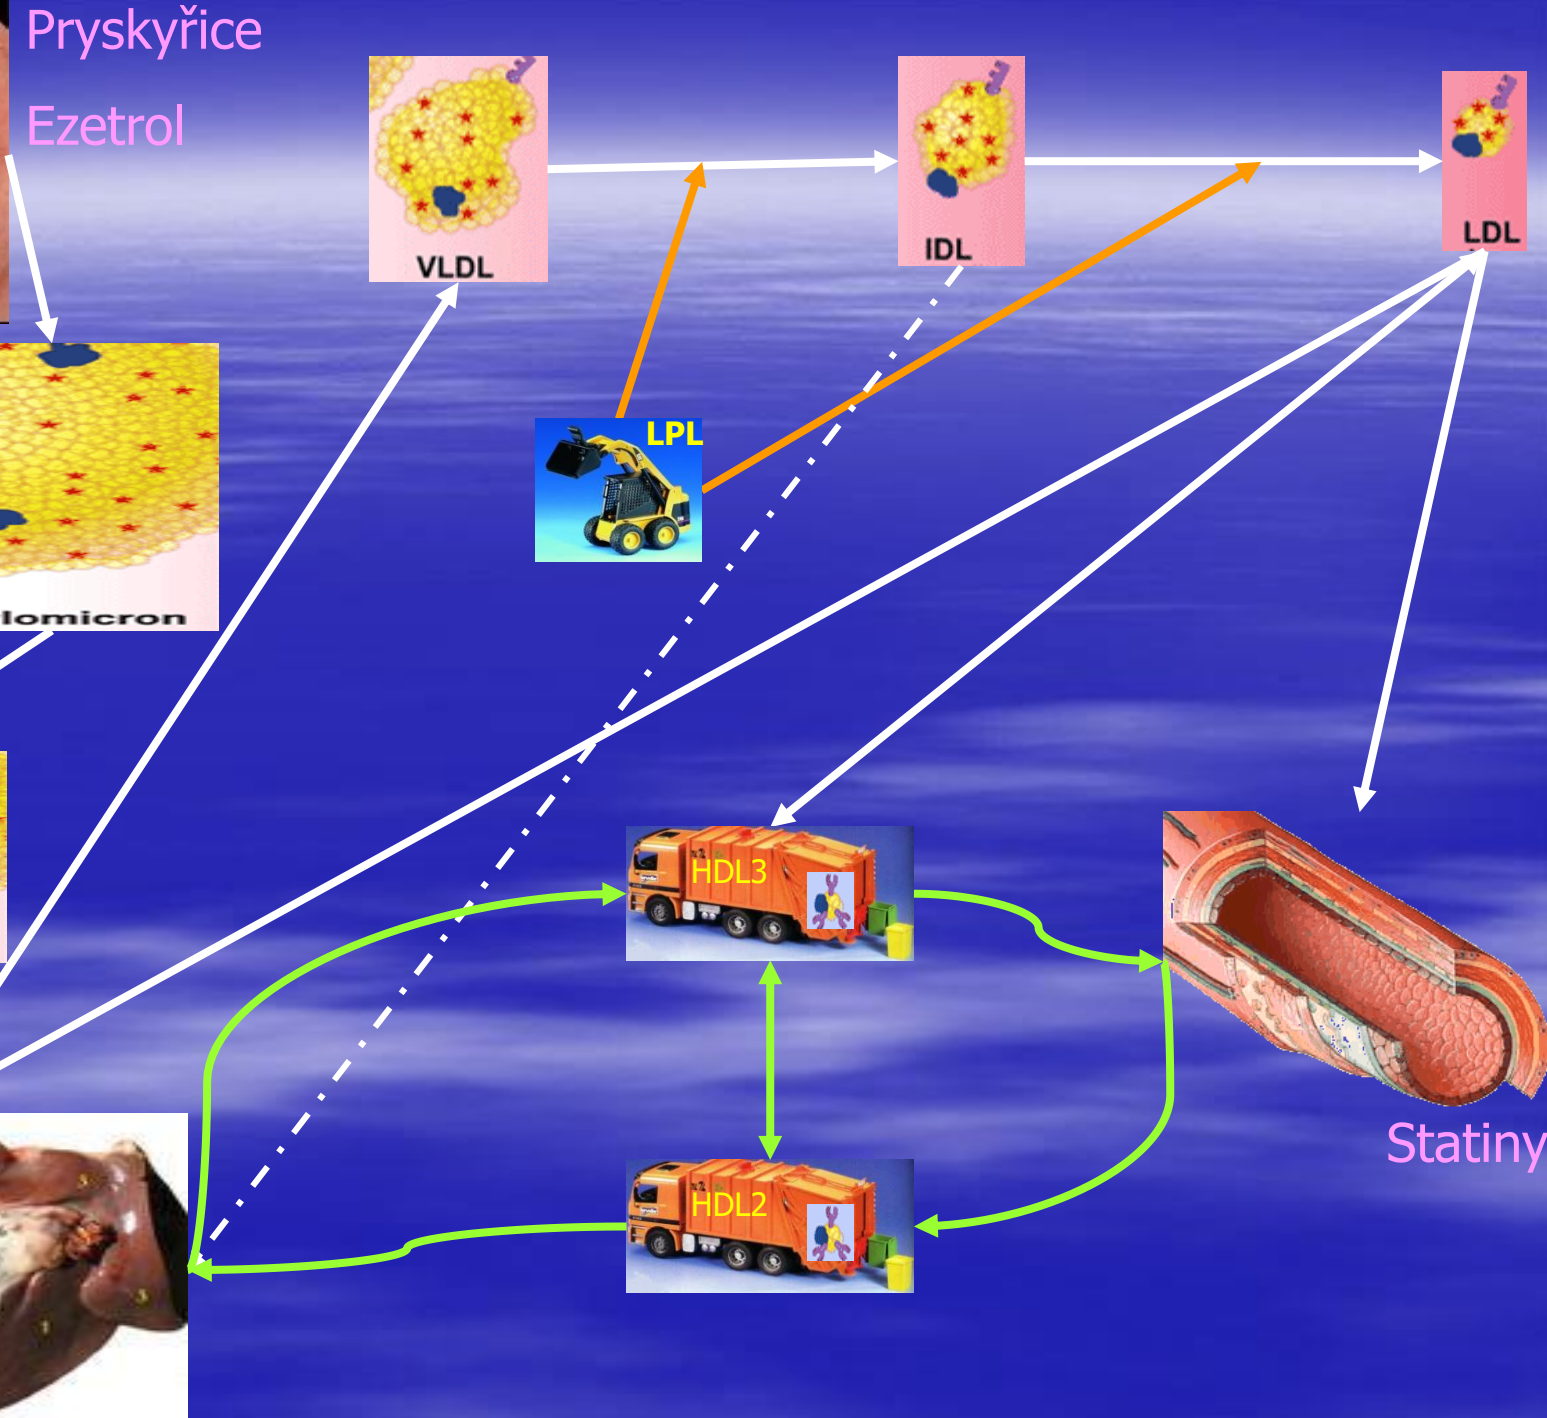 Pryskyřice
Ezetrol
VLDL
IDL
LDL
LPL
lomicron
HDL3
Statiny
HDL2